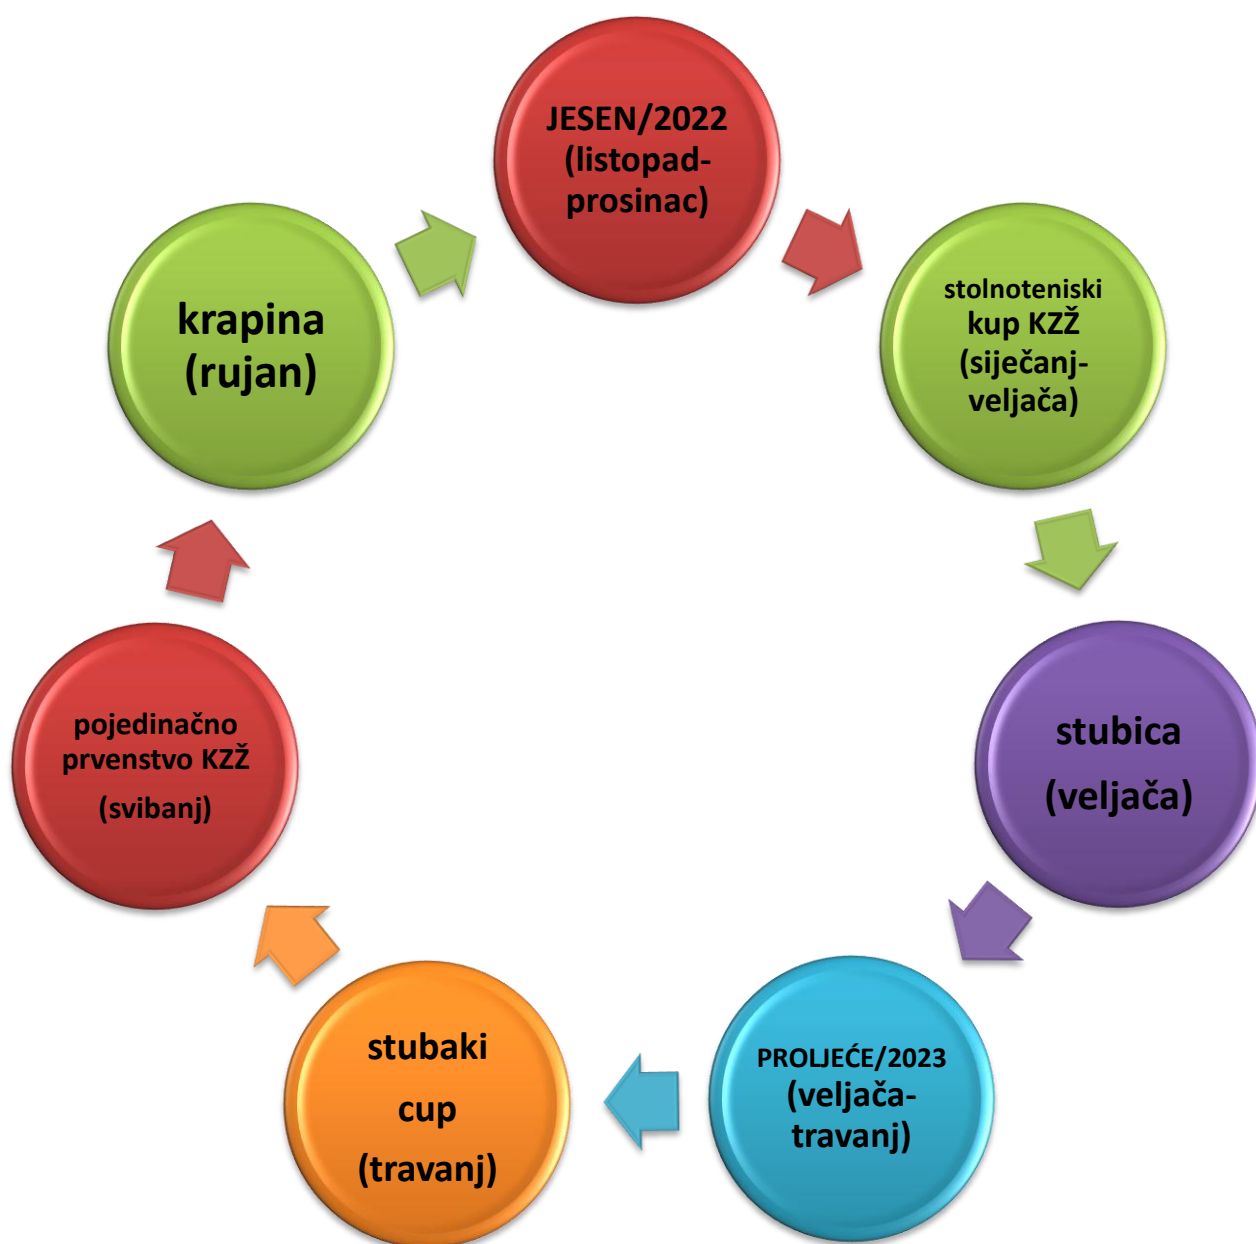 JESEN/2022
(listopad-
prosinac)
stolnoteniski
kup KZŽ
(siječanj-
veljača)
stubica
(veljača)
PROLJEĆE/2023
(veljača-
travanj)
stubaki
cup
(travanj)
pojedinačno
prvenstvo KZŽ
(svibanj)
krapina
(rujan)